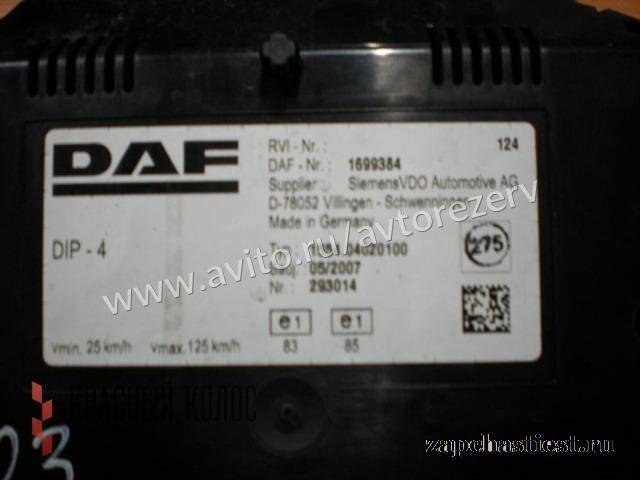 DAF
RVI - Nr. : 124
DAF - Nr. : 1699384
Supplier : SiemensVDO Automotive AG
D-78052 Villingen - Schwenningen
Made in Germany
DIP - 4
04020100
05/2007
Nr. : 293014
275
e1 e1
83 85
vmin. 25 km/h vmax. 125 km/h
www.avito.ru/avtorezerv
КРАСНЫЙ КОЛОС
zapchastiest.ru